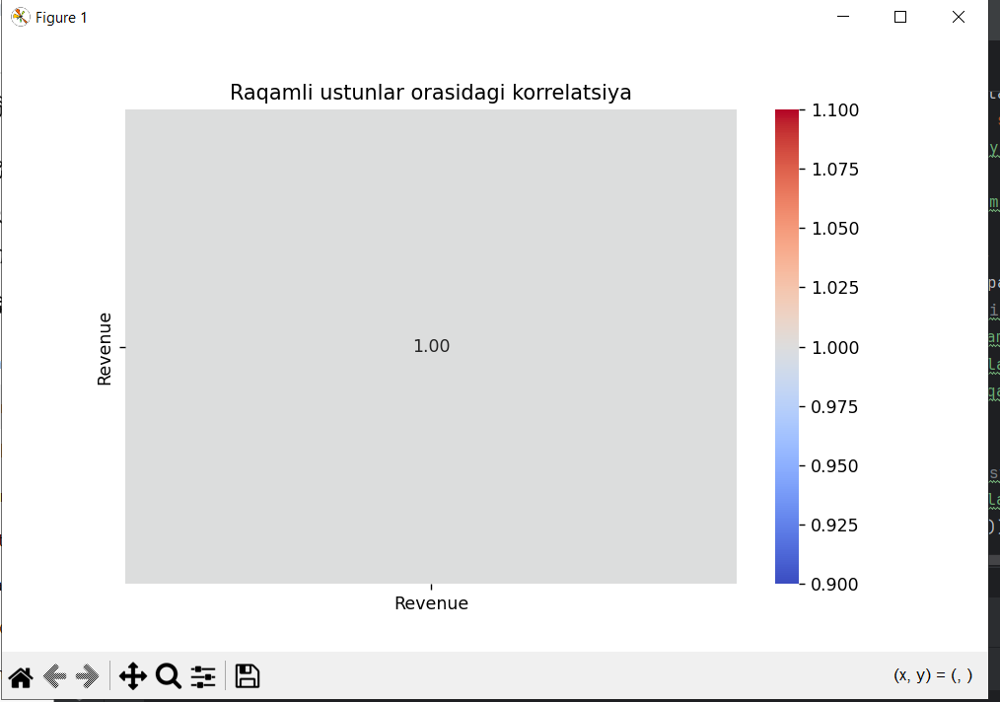 Figure 1
Raqamli ustunlar orasidagi korrelatsiya
1.100
1.075
1.050
1.025
1.000
0.975
0.950
0.925
0.900
Revenue
1.00
Revenue
(x, y) = (, )